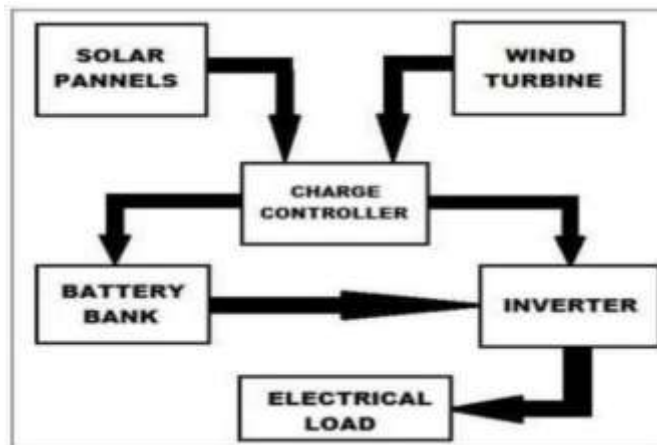 SOLAR
PANNELS
WIND
TURBINE
CHARGE
CONTROLLER
BATTERY
BANK
INVERTER
ELECTRICAL
LOAD